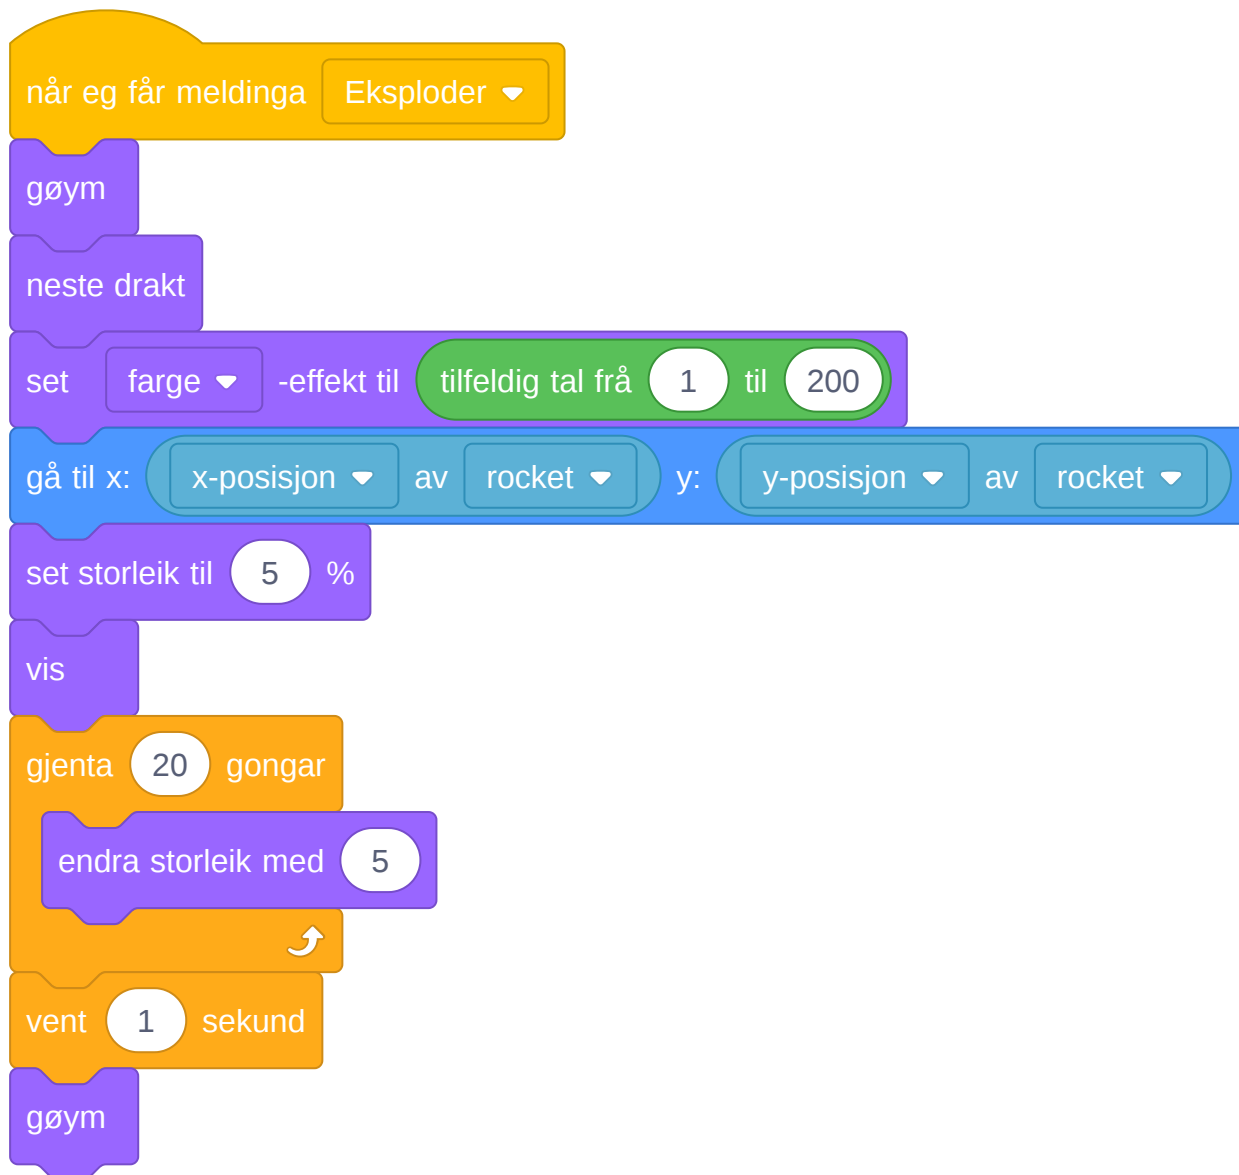 når eg får meldinga Eksploder
gøym
neste drakt
set farge -effekt til tilfeldig tal frå 1 til 200
gå til x: x-posisjon av rocket y: y-posisjon av rocket
set storleik til 5 %
vis
gjenta 20 gongar
endra storleik med 5
vent 1 sekund
gøym